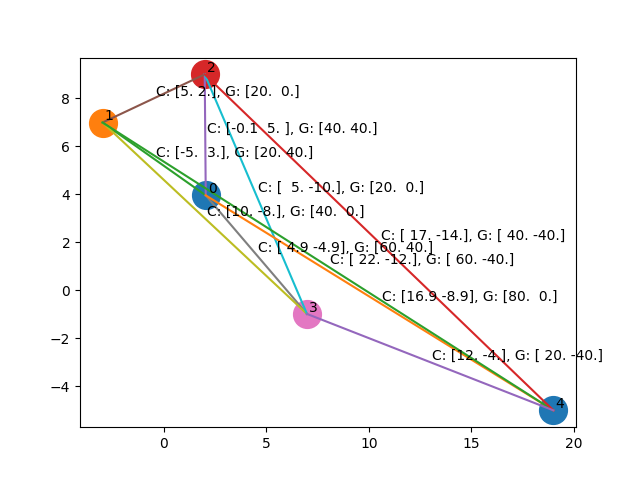 2
C: [5. 2.], G: [20.  0.]
8
1
C: [-0.1  5. ], G: [40. 40.]
6
C: [-5.  3.], G: [20. 40.]
0
C: [  5. -10.], G: [20.  0.]
4
C: [10. -8.], G: [40.  0.]
C: [ 17. -14.], G: [ 40. -40.]
2
C: [ 4.9 -4.9], G: [60. 40.]
C: [ 22. -12.], G: [ 60. -40.]
0
C: [16.9 -8.9], G: [80.  0.]
3
−2
C: [12. -4.], G: [ 20. -40.]
−4
4
0 5 10 15 20